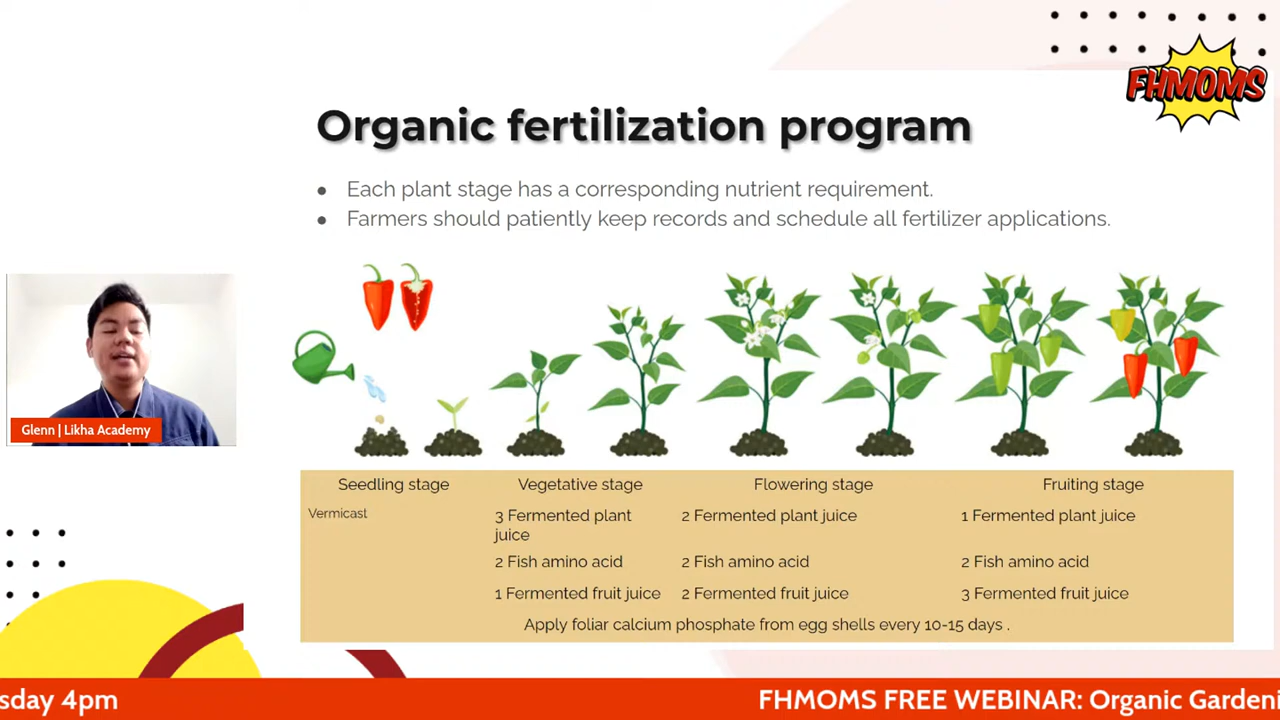 FHMOMS
Organic fertilization program
● Each plant stage has a corresponding nutrient requirement.
● Farmers should patiently keep records and schedule all fertilizer applications.
Glenn | Likha Academy
Seedling stage
Vegetative stage
Flowering stage
Fruiting stage
Vermicast
3 Fermented plant
juice
2 Fermented plant juice
1 Fermented plant juice
2 Fish amino acid
2 Fish amino acid
2 Fish amino acid
1 Fermented fruit juice
2 Fermented fruit juice
3 Fermented fruit juice
Apply foliar calcium phosphate from egg shells every 10-15 days .
sday 4pm
FHMOMS FREE WEBINAR: Organic Gardeni